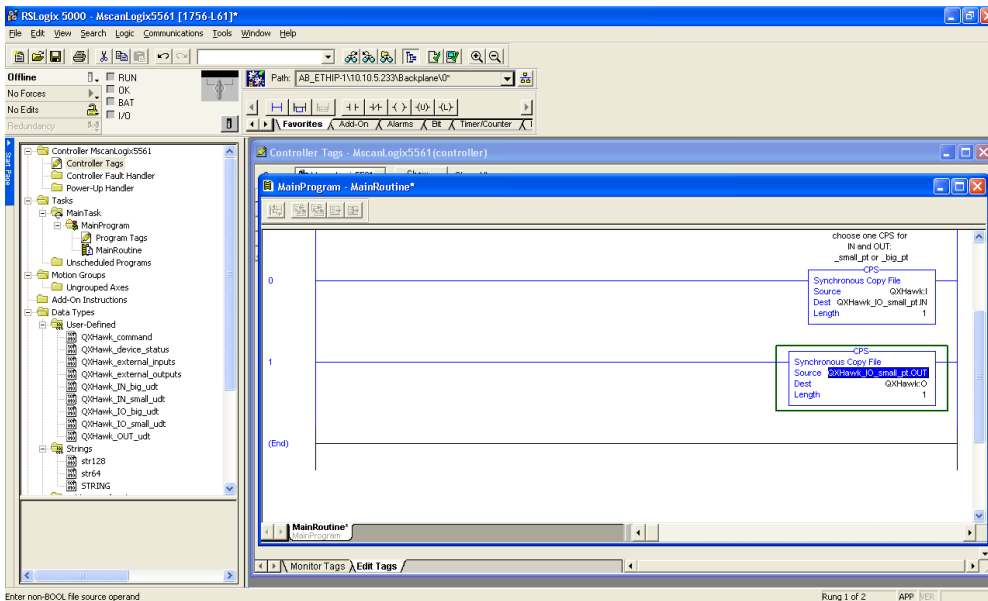 RSLogix 5000 - MscanLogix5561 [1756-L61]*
File Edit View Search Logic Communications Tools Window Help
Offline
RUN
No Forces
OK
No Edits
BAT
Redundancy
I/O
Path: AB_ETHIP-1\10.10.5.233\Backplane\0*
Favorites Add-On Alarms Bit Timer/Counter
Start Page
Controller MscanLogix5561
Controller Tags
Controller Fault Handler
Power-Up Handler
Tasks
MainTask
MainProgram
Program Tags
MainRoutine
Unscheduled Programs
Motion Groups
Ungrouped Axes
Add-On Instructions
Data Types
User-Defined
QXHawk_command
QXHawk_device_status
QXHawk_external_inputs
QXHawk_external_outputs
QXHawk_IN_big_udt
QXHawk_IN_small_udt
QXHawk_IO_big_udt
QXHawk_IO_small_udt
QXHawk_OUT_udt
Strings
str128
str64
STRING
Controller Tags - MscanLogix5561(controller)
MainProgram - MainRoutine*
choose one CPS for
IN and OUT:
_small_pt or _big_pt
0
CPS
Synchronous Copy File
Source QXHawk:I
Dest QXHawk_IO_small_pt.IN
Length 1
1
CPS
Synchronous Copy File
Source QXHawk_IO_small_pt.OUT
Dest QXHawk:O
Length 1
(End)
MainRoutine*
MainProgram
Monitor Tags Edit Tags
Enter non-BOOL file source operand
Rung 1 of 2 APP VER